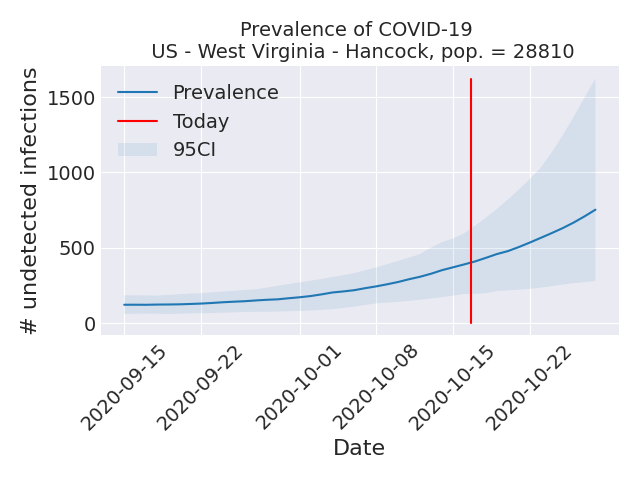 Prevalence of COVID-19
US - West Virginia - Hancock, pop. = 28810
# undetected infections
1500
1000
500
0
Prevalence
Today
95CI
2020-09-15
2020-09-22
2020-10-01
2020-10-08
2020-10-15
2020-10-22
Date